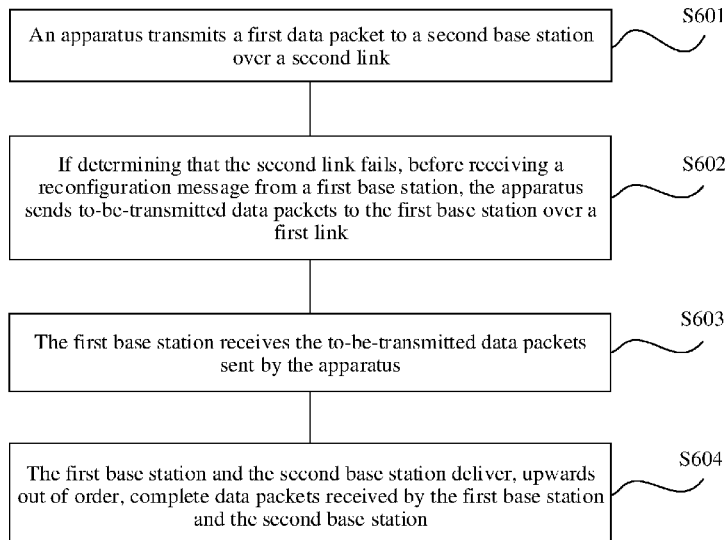 An apparatus transmits a first data packet to a second base station
over a second link
S601
If determining that the second link fails, before receiving a
reconfiguration message from a first base station, the apparatus
sends to-be-transmitted data packets to the first base station over a
first link
S602
The first base station receives the to-be-transmitted data packets
sent by the apparatus
S603
The first base station and the second base station deliver, upwards
out of order, complete data packets received by the first base station
and the second base station
S604